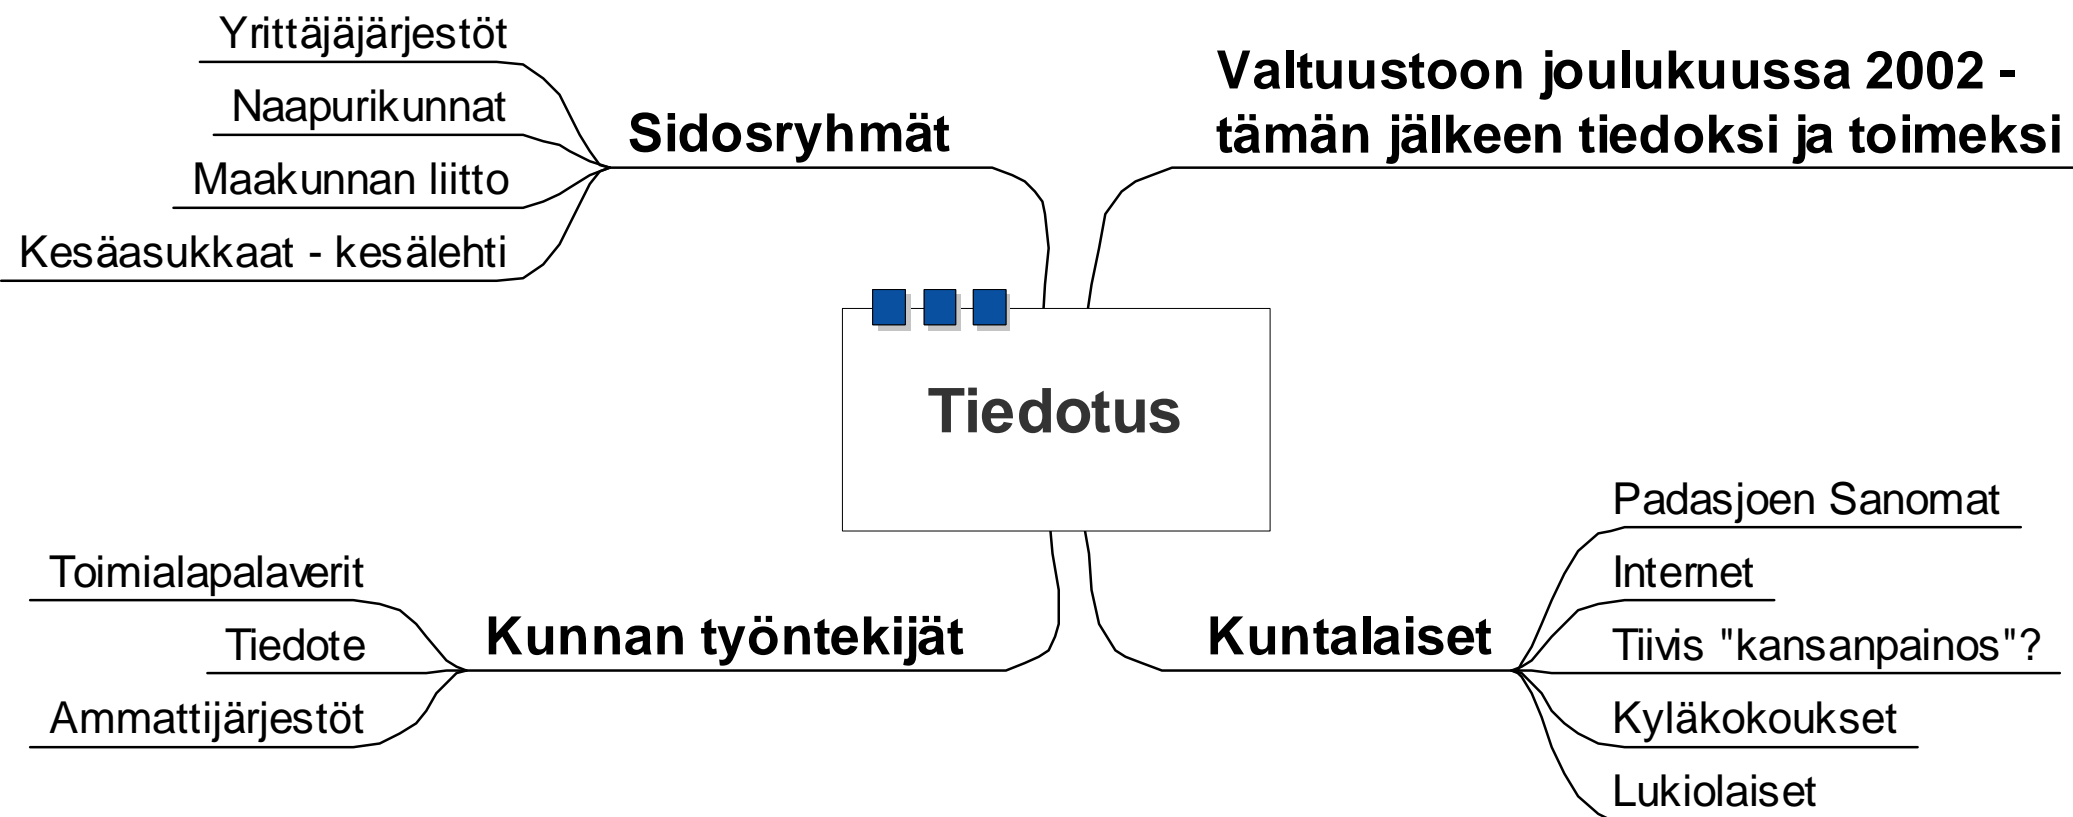 Yrittäjäjärjestöt
Naapurikunnat
Maakunnan liitto
Kesäasukkaat - kesälehti
Sidosryhmät
Valtuustoon joulukuussa 2002 -
tämän jälkeen tiedoksi ja toimeksi
Tiedotus
Toimialapalaverit
Tiedote
Ammattijärjestöt
Kunnan työntekijät
Kuntalaiset
Padasjoen Sanomat
Internet
Tiivis "kansanpainos"?
Kyläkokoukset
Lukiolaiset